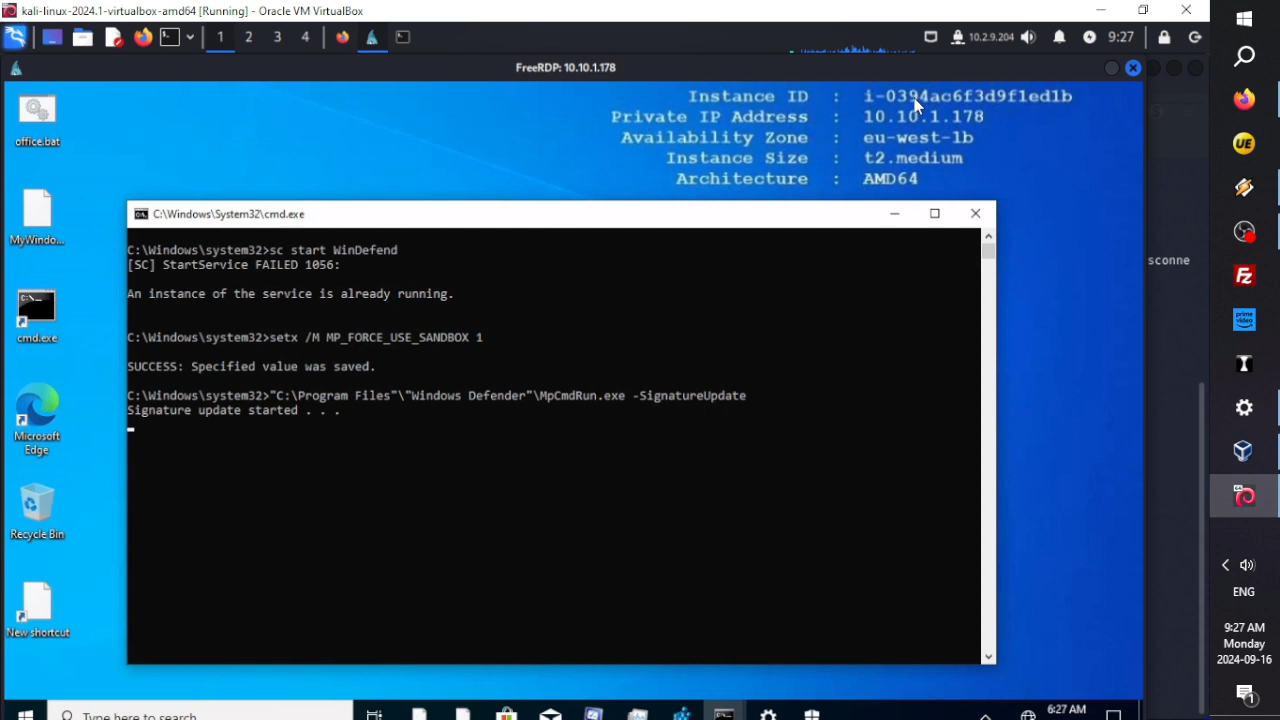 kali-linux-2024.1-virtualbox-amd64 [Running] - Oracle VM VirtualBox
1 2 3 4
10.2.9.204
9:27
FreeRDP: 10.10.1.178
Instance ID : i-0394ac6f3d9f1ed1b
Private IP Address : 10.10.1.178
Availability Zone : eu-west-1b
Instance Size : t2.medium
Architecture : AMD64
office.bat
MyWindo...
cmd.exe
Microsoft
Edge
Recycle Bin
New shortcut
C:\Windows\System32\cmd.exe
C:\Windows\system32>sc start WinDefend
[SC] StartService FAILED 1056:
An instance of the service is already running.
C:\Windows\system32>setx /M MP_FORCE_USE_SANDBOX 1
SUCCESS: Specified value was saved.
C:\Windows\system32>"C:\Program Files"\"Windows Defender"\MpCmdRun.exe -SignatureUpdate
Signature update started . . .
sconne
UE
prime
video
ENG
9:27 AM
Monday
2024-09-16
1
Type here to search
6:27 AM